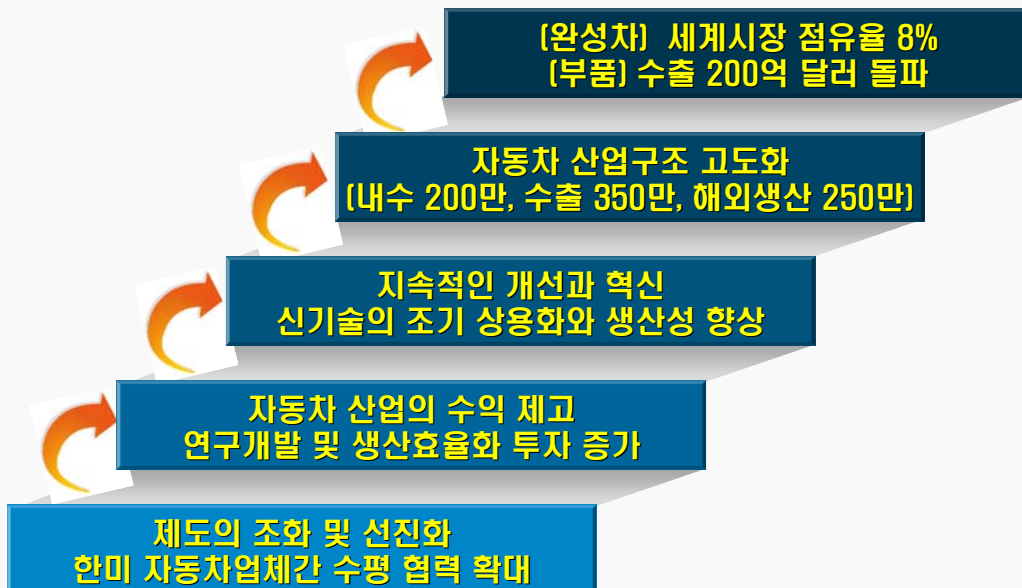 (완성차) 세계시장 점유율 8%
(부품) 수출 200억 달러 돌파
자동차 산업구조 고도화
(내수 200만, 수출 350만, 해외생산 250만)
지속적인 개선과 혁신
신기술의 조기 상용화와 생산성 향상
자동차 산업의 수익 제고
연구개발 및 생산효율화 투자 증가
제도의 조화 및 선진화
한미 자동차업체간 수평 협력 확대